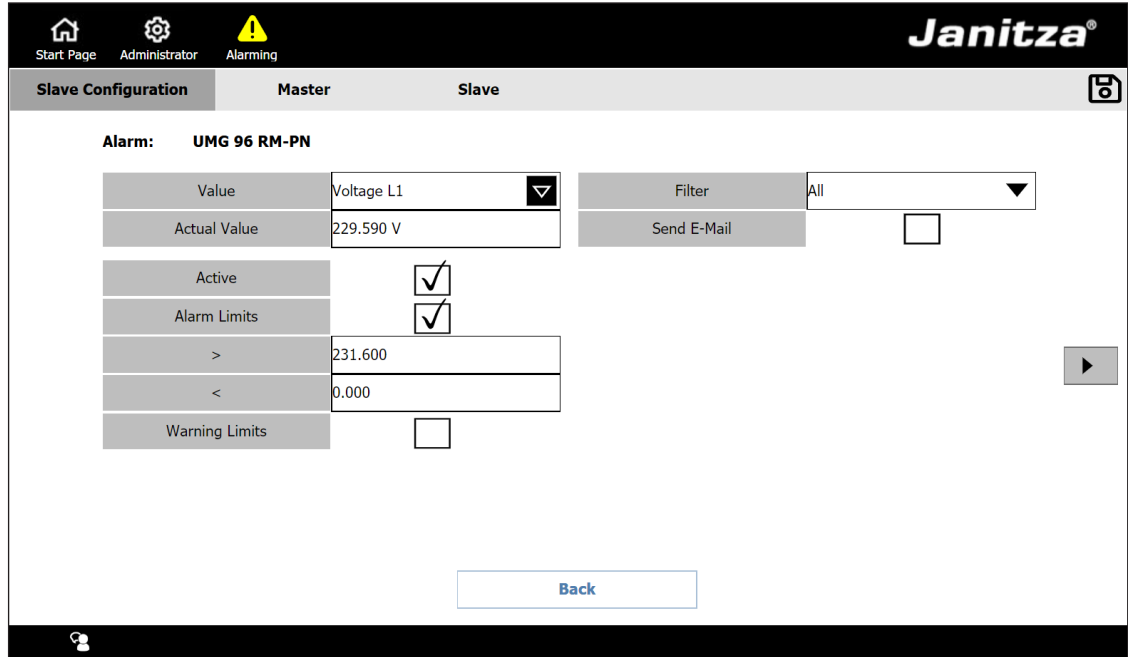 Janitza®
Start Page Administrator Alarming
Slave Configuration Master Slave
Alarm: UMG 96 RM-PN
Value Voltage L1 Filter All
Actual Value 229.590 V Send E-Mail
Active
Alarm Limits
> 231.600
< 0.000
Warning Limits
Back